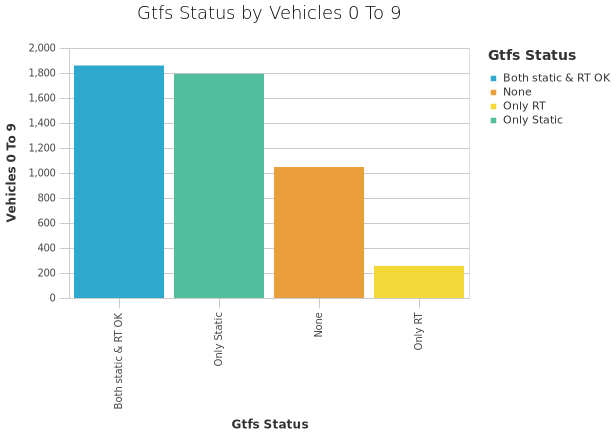 Gtfs Status by Vehicles 0 To 9
Vehicles 0 To 9
2,000
1,800
1,600
1,400
1,200
1,000
800
600
400
200
0
Both static & RT OK
Only Static
None
Only RT
Gtfs Status
Gtfs Status
Both static & RT OK
None
Only RT
Only Static